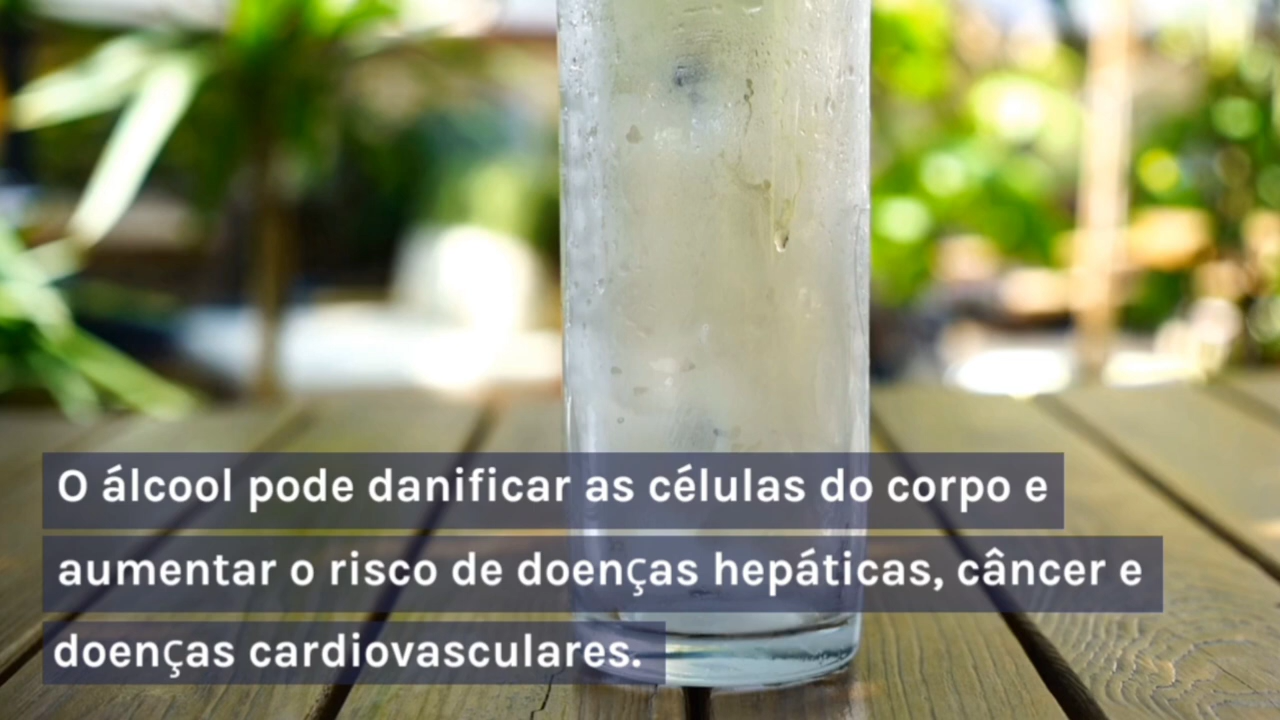 O álcool pode danificar as células do corpo e
aumentar o risco de doenças hepáticas, câncer e
doenças cardiovasculares.